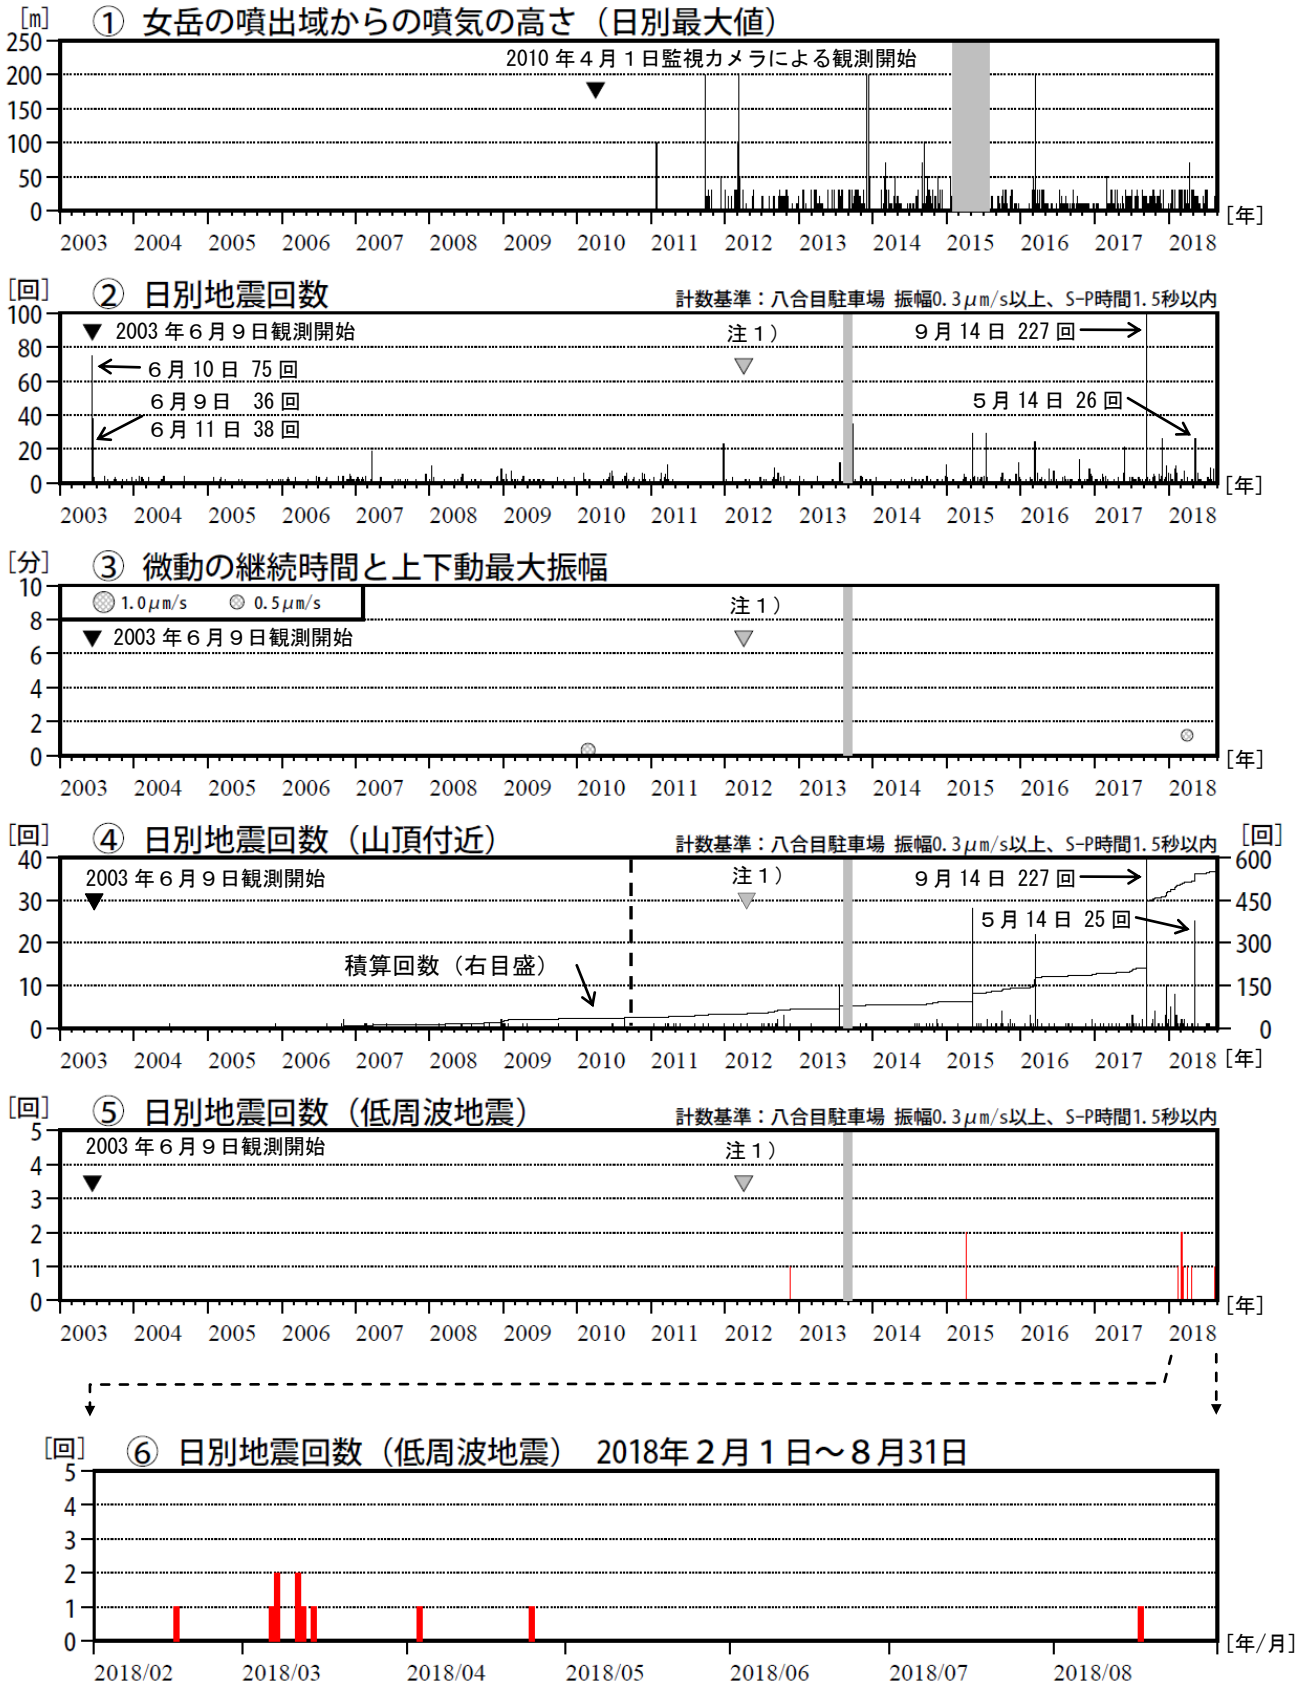 [m] ① 女岳の噴出域からの噴気の高さ（日別最大値）
250
2010年4月1日監視カメラによる観測開始
200
150
100
50
0
[年]
2003 2004 2005 2006 2007 2008 2009 2010 2011 2012 2013 2014 2015 2016 2017 2018
[回] ② 日別地震回数
計数基準：八合目駐車場 振幅0.3μm/s以上、S-P時間1.5秒以内
100
2003年6月9日観測開始 注1） 9月14日 227回
80
6月10日 75回
60
6月9日 36回 5月14日 26回
40
6月11日 38回
20
0
[年]
2003 2004 2005 2006 2007 2008 2009 2010 2011 2012 2013 2014 2015 2016 2017 2018
[分] ③ 微動の継続時間と上下動最大振幅
10
1.0μm/s 0.5μm/s 注1）
8
2003年6月9日観測開始
6
4
2
0
[年]
2003 2004 2005 2006 2007 2008 2009 2010 2011 2012 2013 2014 2015 2016 2017 2018
[回] ④ 日別地震回数（山頂付近） [回]
計数基準：八合目駐車場 振幅0.3μm/s以上、S-P時間1.5秒以内
40 600
2003年6月9日観測開始 注1） 9月14日 227回
30 450
5月14日 25回
20 300
積算回数（右目盛）
10 150
0 0
2003 2004 2005 2006 2007 2008 2009 2010 2011 2012 2013 2014 2015 2016 2017 2018 [年]
[回] ⑤ 日別地震回数（低周波地震）
計数基準：八合目駐車場 振幅0.3μm/s以上、S-P時間1.5秒以内
5
2003年6月9日観測開始 注1）
4
3
2
1
0
[年]
2003 2004 2005 2006 2007 2008 2009 2010 2011 2012 2013 2014 2015 2016 2017 2018
[回] ⑥ 日別地震回数（低周波地震） 2018年２月１日～８月31日
5
4
3
2
1
0
[年/月]
2018/02 2018/03 2018/04 2018/05 2018/06 2018/07 2018/08